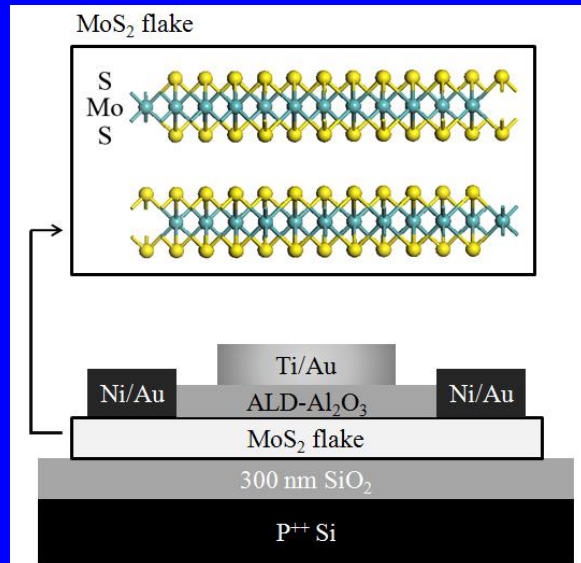 MoS₂ flake
S
Mo
S
Ti/Au
Ni/Au
Ni/Au
ALD-Al₂O₃
MoS₂ flake
300 nm SiO₂
P⁺⁺ Si